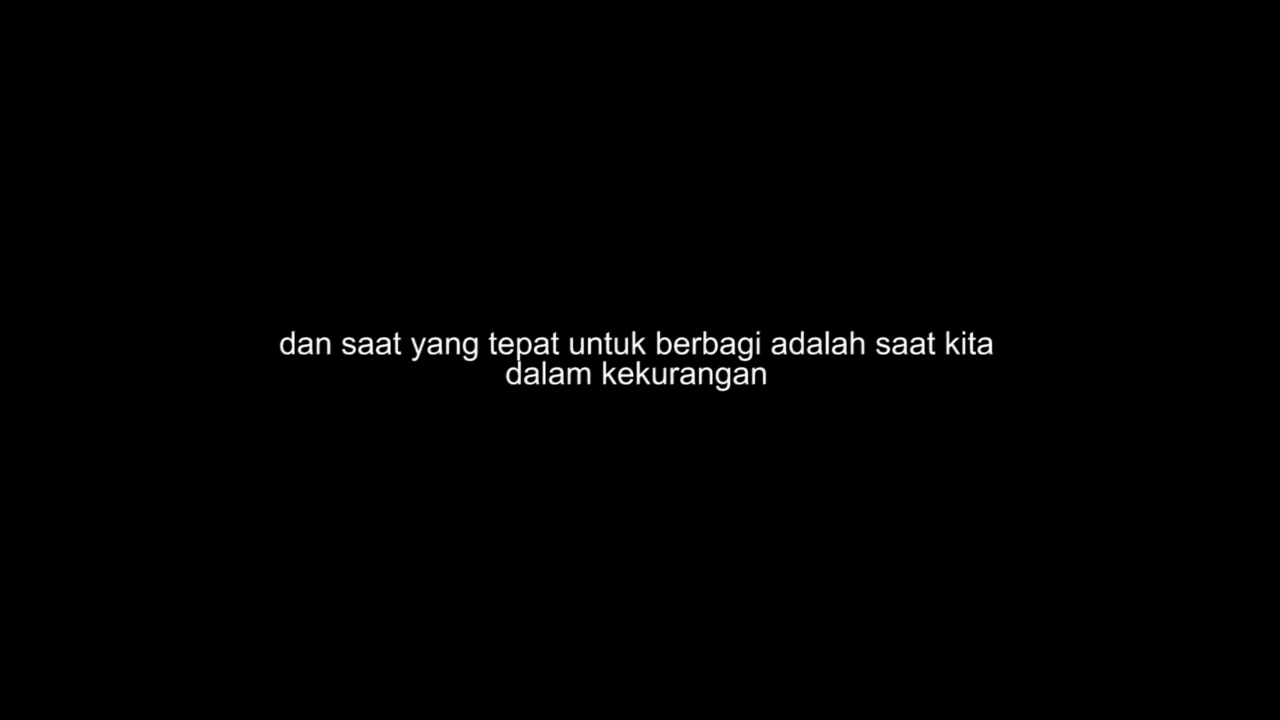 dan saat yang tepat untuk berbagi adalah saat kita
dalam kekurangan